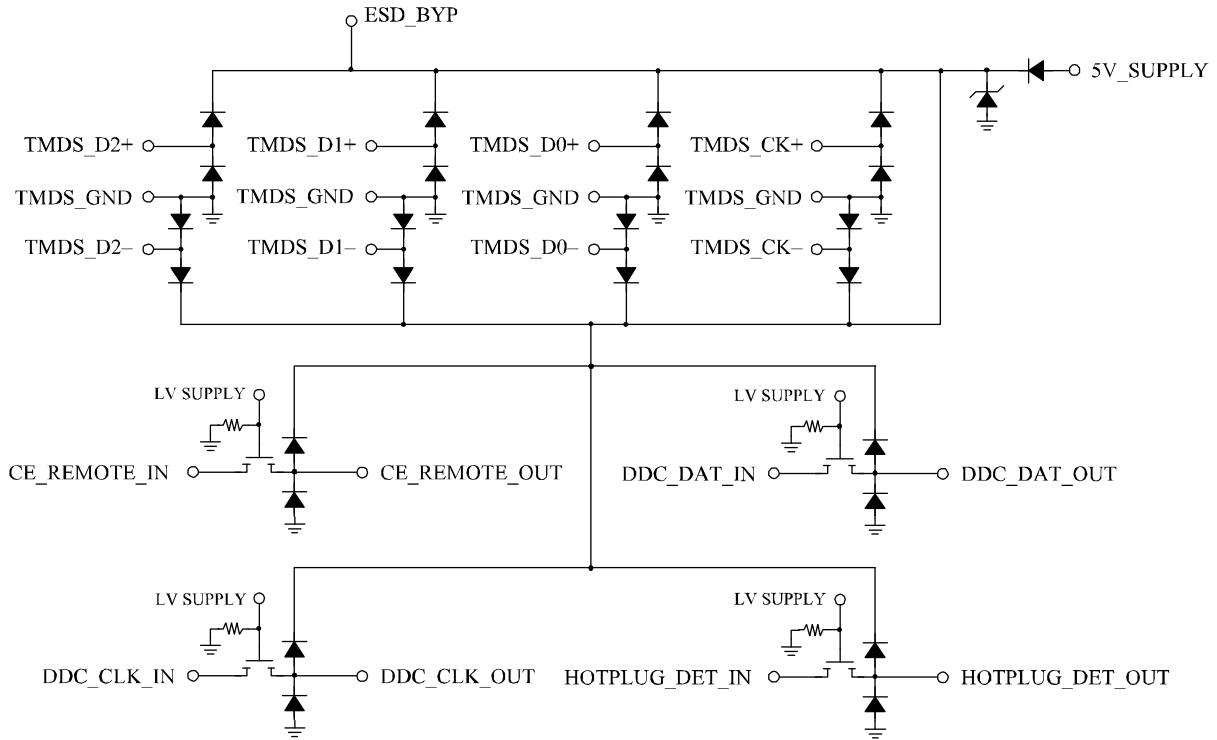 ESD_BYP
5V_SUPPLY
TMDS_D2+
TMDS_D1+
TMDS_D0+
TMDS_CK+
TMDS_GND
TMDS_GND
TMDS_GND
TMDS_GND
TMDS_D2–
TMDS_D1–
TMDS_D0–
TMDS_CK–
LV SUPPLY
LV SUPPLY
CE_REMOTE_IN
CE_REMOTE_OUT
DDC_DAT_IN
DDC_DAT_OUT
LV SUPPLY
LV SUPPLY
DDC_CLK_IN
DDC_CLK_OUT
HOTPLUG_DET_IN
HOTPLUG_DET_OUT